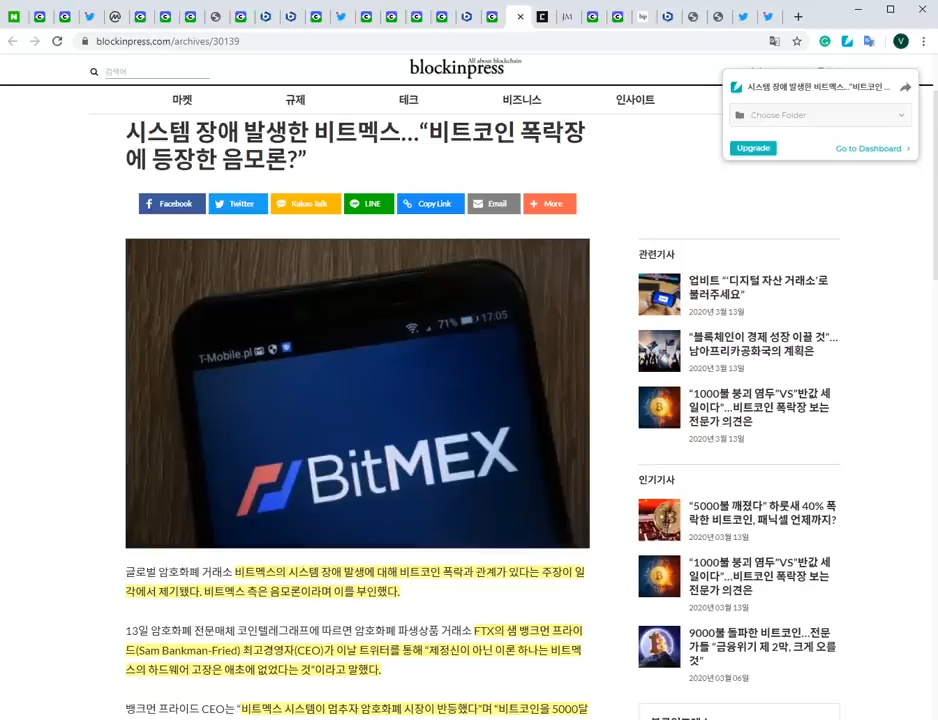 blockinpress.com/archives/30139
V
검색어
All about blockchain
blockinpress
마켓 규제 테크 비즈니스 인사이트
시스템 장애 발생한 비트멕스…“비트코인 ...
Choose Folder
Upgrade
Go to Dashboard
시스템 장애 발생한 비트멕스…“비트코인 폭락장
에 등장한 음모론?”
Facebook Twitter Kakao Talk LINE Copy Link Email More
T-Mobile.pl
71% 17:05
BitMEX
글로벌 암호화폐 거래소 비트멕스의 시스템 장애 발생에 대해 비트코인 폭락과 관계가 있다는 주장이 일
각에서 제기됐다. 비트멕스 측은 음모론이라며 이를 부인했다.
13일 암호화폐 전문매체 코인텔레그래프에 따르면 암호화폐 파생상품 거래소 FTX의 샘 뱅크먼 프라이
드(Sam Bankman-Fried) 최고경영자(CEO)가 이날 트위터를 통해 “제정신이 아닌 이론 하나는 비트멕
스의 하드웨어 고장은 애초에 없었다는 것”이라고 말했다.
뱅크먼 프라이드 CEO는 “비트멕스 시스템이 멈추자 암호화폐 시장이 반등했다”며 “비트코인을 5000달
관련기사
업비트 “‘디지털 자산 거래소’로
불러주세요”
2020년 3월 13일
“블록체인이 경제 성장 이끌 것”…
남아프리카공화국의 계획은
2020년 3월 13일
“1000불 붕괴 염두”VS”반값 세
일이다”…비트코인 폭락장 보는
전문가 의견은
2020년 3월 13일
인기기사
“5000불 깨졌다” 하룻새 40% 폭
락한 비트코인, 패닉셀 언제까지?
2020년 03월 13일
“1000불 붕괴 염두”VS”반값 세
일이다”…비트코인 폭락장 보는
전문가 의견은
2020년 03월 13일
9000불 돌파한 비트코인…전문
가들 “금융위기 제 2막, 크게 오를
것”
2020년 03월 06일